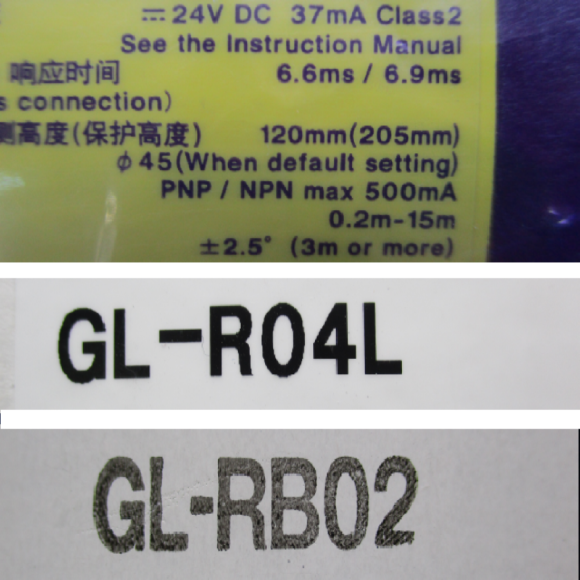 ⎓ 24V DC 37mA Class2
See the Instruction Manual
响应时间 6.6ms / 6.9ms
s connection)
测高度(保护高度) 120mm(205mm)
ϕ45(When default setting)
PNP / NPN max 500mA
0.2m-15m
±2.5° (3m or more)
GL-R04L
GL-RB02